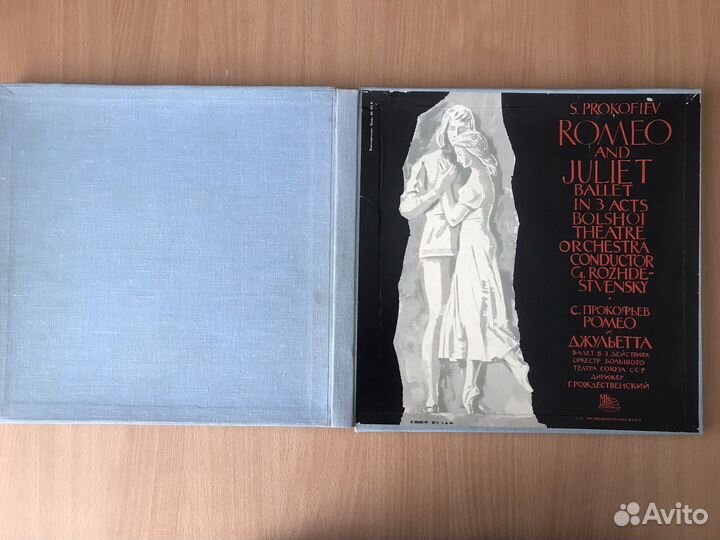 S. PROKOFIEV
ROMEO
AND
JULIET
BALLET
IN 3 ACTS
BOLSHOI
THEATRE
ORCHESTRA
CONDUCTOR
G. ROZHDE-
STVENSKY
С. ПРОКОФЬЕВ
РОМЕО
И
ДЖУЛЬЕТТА
БАЛЕТ В 3 ДЕЙСТВИЯХ
ОРКЕСТР БОЛЬШОГО
ТЕАТРА СОЮЗА ССР
ДИРИЖЕР
Г. РОЖДЕСТВЕНСКИЙ
Avito